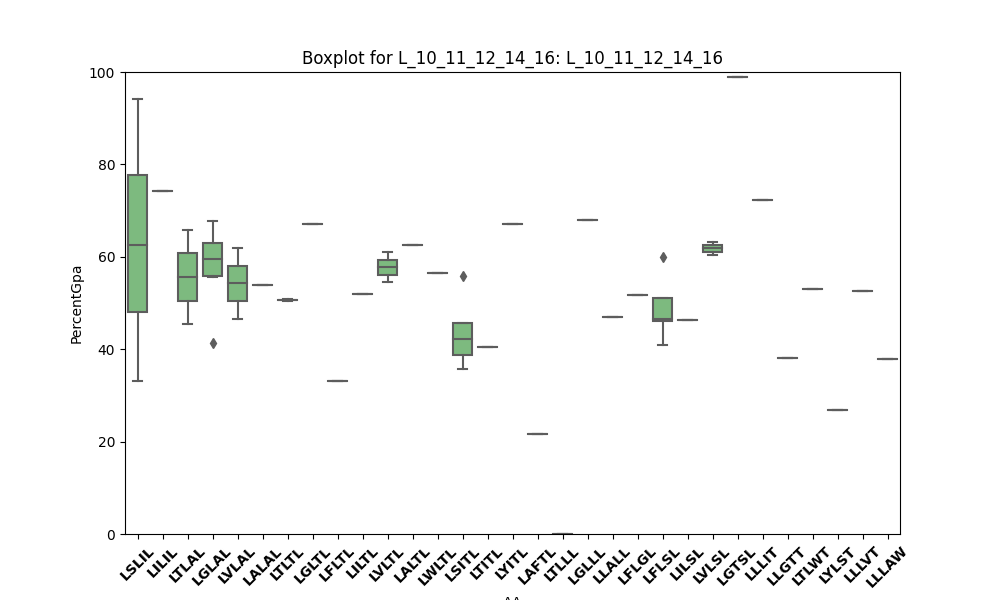 Boxplot for L_10_11_12_14_16: L_10_11_12_14_16
100
80
60
40
20
0
PercentGpa
LSLIL LILIL LTLAL LGLAL LVLAL LALAL LTLTL LGLTL LFLTL LILTL LVLTL LALTL LWLTL LSITL LTITL LYITL LAFTL LTLLL LGLLL LLALL LFLGL LFLSL LILSL LVLSL LGTSL LLLIT LLGTT LTLWT LYLST LLLVT LLLAW